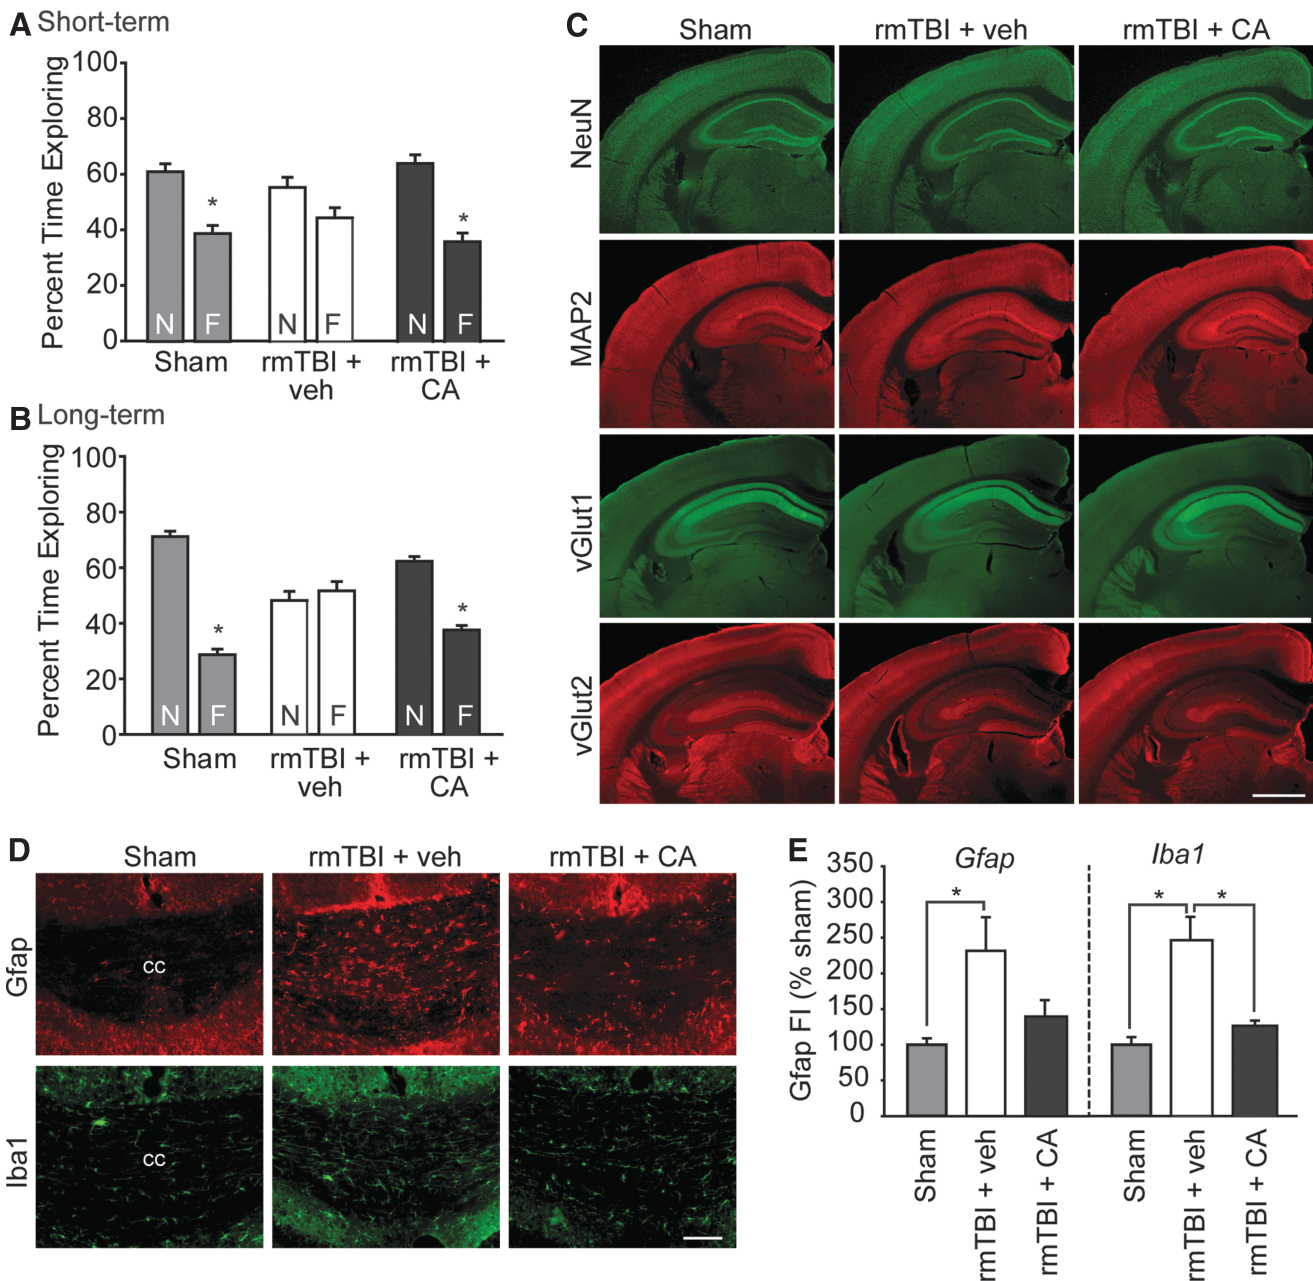 A Short-term
Percent Time Exploring
100
80
60
40
20
0
* *
N F N F N F
Sham rmTBI + rmTBI +
veh CA
B Long-term
Percent Time Exploring
100
80
60
40
20
0
* *
N F N F N F
Sham rmTBI + rmTBI +
veh CA
C
Sham rmTBI + veh rmTBI + CA
NeuN
MAP2
vGlut1
vGlut2
D
Sham rmTBI + veh rmTBI + CA
Gfap
cc
Iba1
cc
E
Gfap FI (% sham)
350
300
250
200
150
100
50
0
Gfap Iba1
* * *
Sham
rmTBI + veh
rmTBI + CA
Sham
rmTBI + veh
rmTBI + CA